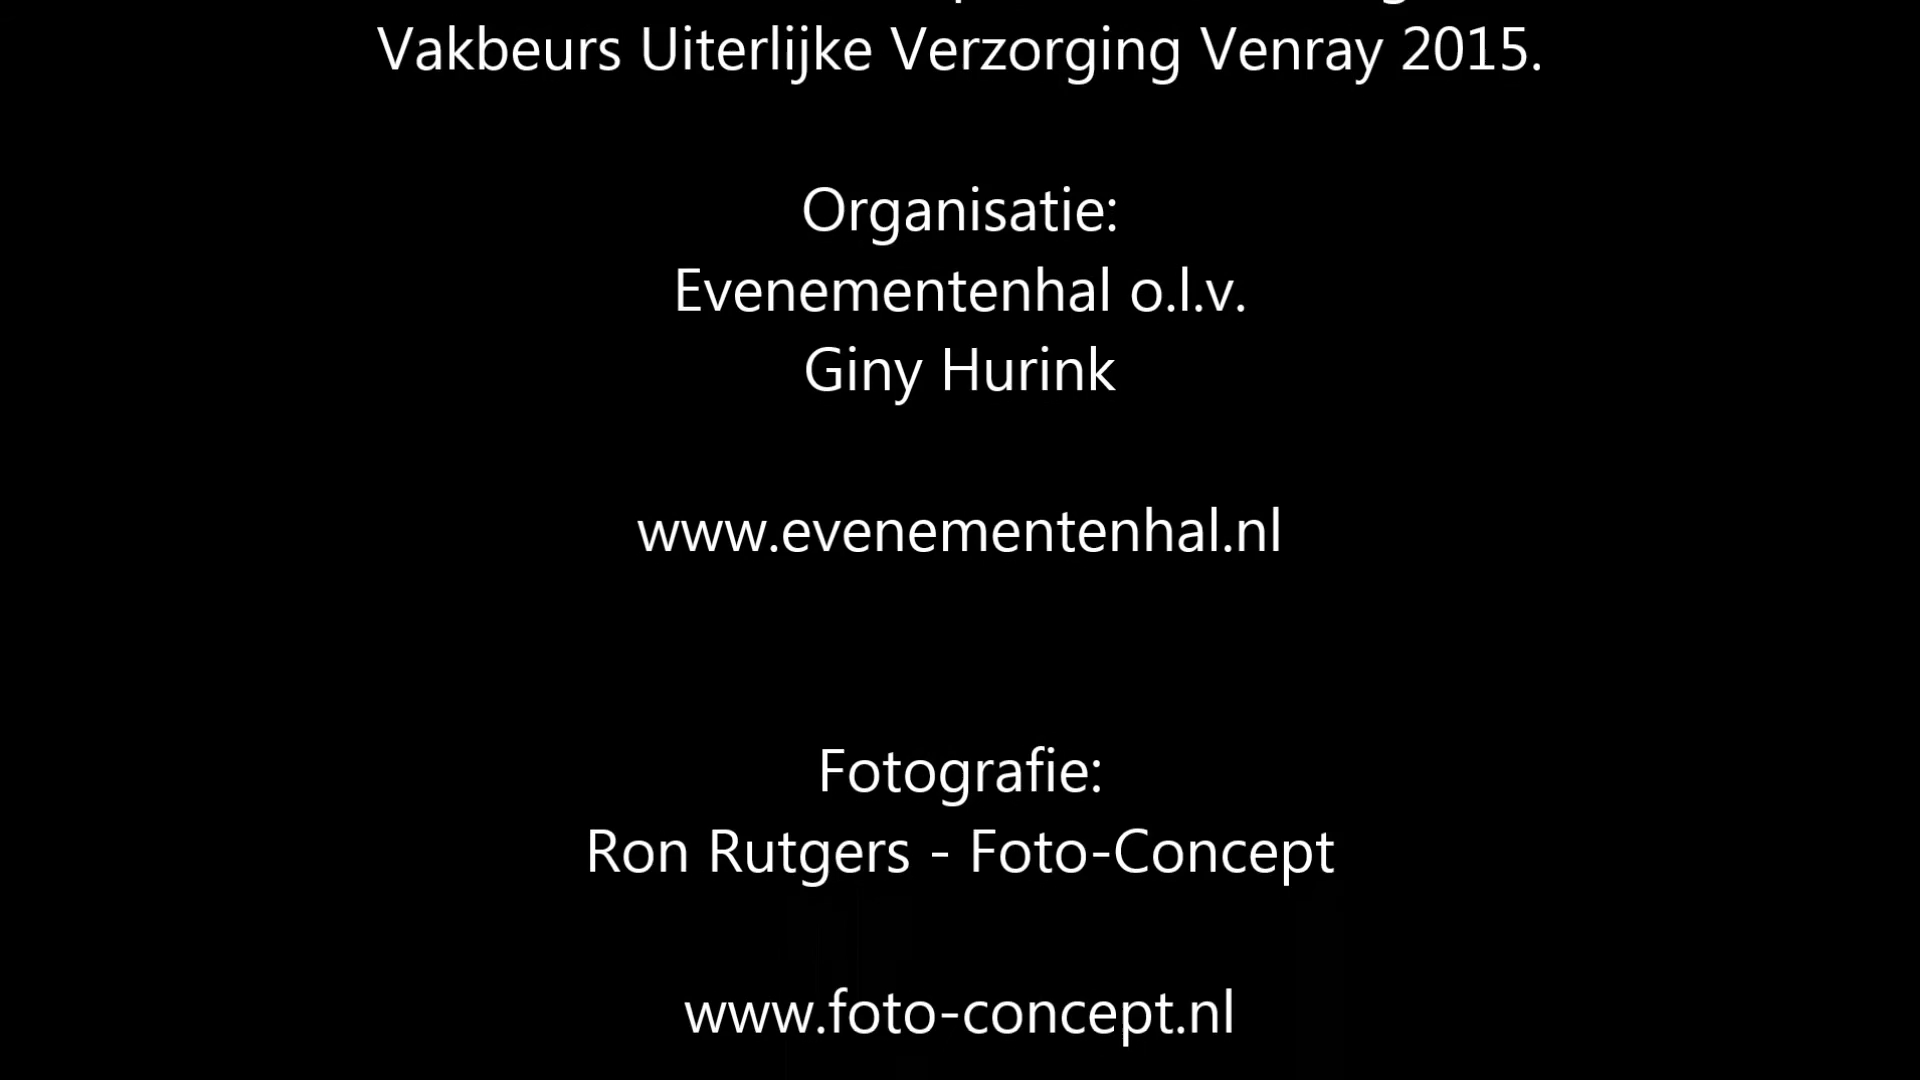 Vakbeurs Uiterlijke Verzorging Venray 2015.
Organisatie:
Evenementenhal o.l.v.
Giny Hurink
www.evenementenhal.nl
Fotografie:
Ron Rutgers - Foto-Concept
www.foto-concept.nl